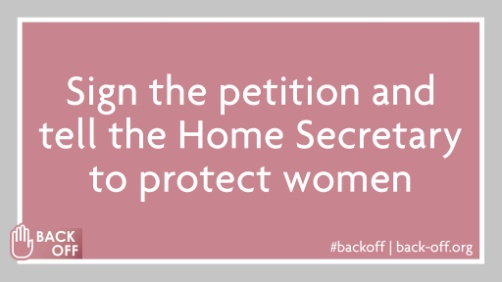 Sign the petition and
tell the Home Secretary
to protect women
BACK
OFF
#backoff | back-off.org